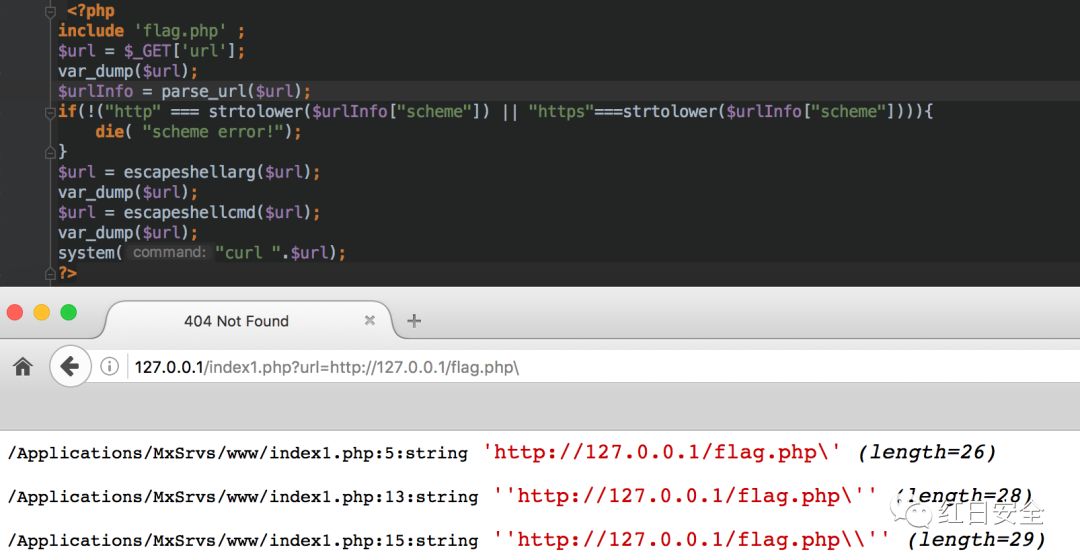 <?php
include 'flag.php' ;
$url = $_GET['url'];
var_dump($url);
$urlInfo = parse_url($url);
if(!("http" === strtolower($urlInfo["scheme"]) || "https"===strtolower($urlInfo["scheme"]))){
die( "scheme error!");
}
$url = escapeshellarg($url);
var_dump($url);
$url = escapeshellcmd($url);
var_dump($url);
system( command: "curl ".$url);
?>
404 Not Found
127.0.0.1/index1.php?url=http://127.0.0.1/flag.php\
/Applications/MxSrvs/www/index1.php:5:string 'http://127.0.0.1/flag.php\' (length=26)
/Applications/MxSrvs/www/index1.php:13:string ''http://127.0.0.1/flag.php\'' (length=28)
红日安全
/Applications/MxSrvs/www/index1.php:15:string ''http://127.0.0.1/flag.php\\'' (length=29)